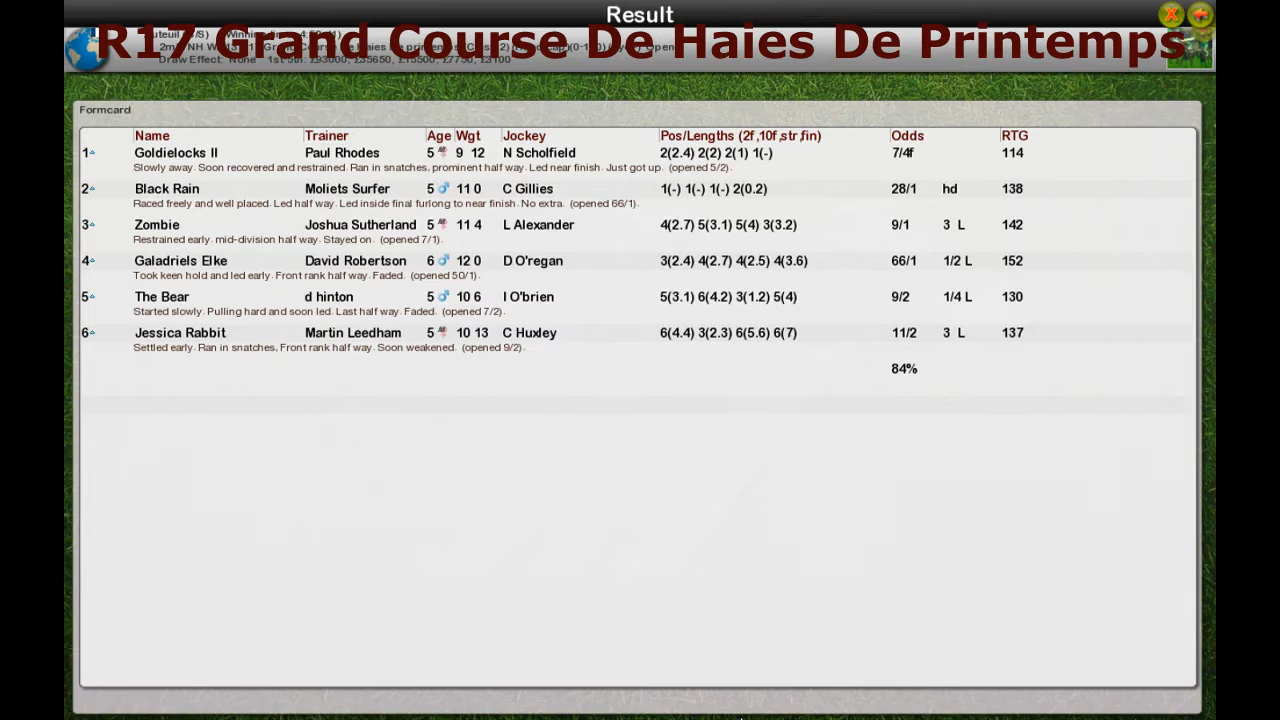 Result
R17 Grand Course De Haies De Printemps
Draw Effect: None 1st-5th: £93000, £35650, £15500, £7750, £3100
Formcard
Name Trainer Age Wgt Jockey Pos/Lengths (2f,10f,str,fin) Odds RTG
1 Goldielocks II Paul Rhodes 5 9 12 N Scholfield 2(2.4) 2(2) 2(1) 1(-) 7/4f 114
Slowly away. Soon recovered and restrained. Ran in snatches, prominent half way. Led near finish. Just got up. (opened 5/2).
2 Black Rain Moliets Surfer 5 11 0 C Gillies 1(-) 1(-) 1(-) 2(0.2) 28/1 hd 138
Raced freely and well placed. Led half way. Led inside final furlong to near finish. No extra. (opened 66/1).
3 Zombie Joshua Sutherland 5 11 4 L Alexander 4(2.7) 5(3.1) 5(4) 3(3.2) 9/1 3 L 142
Restrained early. mid-division half way. Stayed on. (opened 7/1).
4 Galadriels Elke David Robertson 6 12 0 D O'regan 3(2.4) 4(2.7) 4(2.5) 4(3.6) 66/1 1/2 L 152
Took keen hold and led early. Front rank half way. Faded. (opened 50/1).
5 The Bear d hinton 5 10 6 I O'brien 5(3.1) 6(4.2) 3(1.2) 5(4) 9/2 1/4 L 130
Started slowly. Pulling hard and soon led. Last half way. Faded. (opened 7/2).
6 Jessica Rabbit Martin Leedham 5 10 13 C Huxley 6(4.4) 3(2.3) 6(5.6) 6(7) 11/2 3 L 137
Settled early. Ran in snatches, Front rank half way. Soon weakened. (opened 9/2).
84%